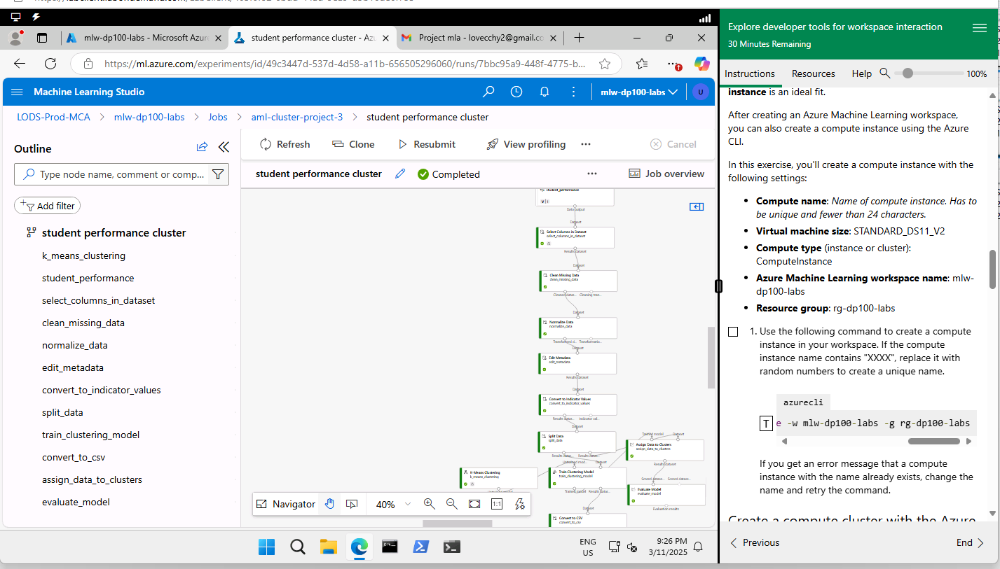 mlw-dp100-labs - Microsoft Azure
student performance cluster - Azu
Project mla - lovecchy2@gmail.co
https://ml.azure.com/experiments/id/49c3447d-537d-4d58-a11b-656505296060/runs/7bbc95a9-448f-4775-b...
Machine Learning Studio
mlw-dp100-labs
U
LODS-Prod-MCA > mlw-dp100-labs > Jobs > aml-cluster-project-3 > student performance cluster
Outline
Type node name, comment or comp...
Add filter
student performance cluster
k_means_clustering
student_performance
select_columns_in_dataset
clean_missing_data
normalize_data
edit_metadata
convert_to_indicator_values
split_data
train_clustering_model
convert_to_csv
assign_data_to_clusters
evaluate_model
Refresh
Clone
Resubmit
View profiling
Cancel
student performance cluster
Completed
Job overview
student_performance
Data output
Dataset
Select Columns in Dataset
select_columns_in_dataset
Results dataset
Dataset
Clean Missing Data
clean_missing_data
Cleaned datas... Cleaning tran...
Dataset
Normalize Data
normalize_data
Transformed d... Transformatio...
Dataset
Edit Metadata
edit_metadata
Results dataset
Dataset
Convert to Indicator Values
convert_to_indicator_values
Results datas... Indicator val...
Dataset
Split Data
split_data
Results datas... Results datas...
Trained model Dataset
Assign Data to Clusters
assign_data_to_clusters
Results dataset
Untrained mod... Dataset
K-Means Clustering
k_means_clustering
Train Clustering Model
train_clustering_model
Trained model Results datas...
Scored datase... Scored datase...
Evaluate Model
evaluate_model
Evaluation results
Dataset
Convert to CSV
convert_to_csv
Navigator
40%
1:1
ENG
US
9:26 PM
3/11/2025
Explore developer tools for workspace interaction
30 Minutes Remaining
Instructions
Resources
Help
100%
instance is an ideal fit.
After creating an Azure Machine Learning workspace,
you can also create a compute instance using the Azure
CLI.
In this exercise, you'll create a compute instance with the
following settings:
• Compute name: Name of compute instance. Has to
be unique and fewer than 24 characters.
• Virtual machine size: STANDARD_DS11_V2
• Compute type (instance or cluster):
ComputeInstance
• Azure Machine Learning workspace name: mlw-
dp100-labs
• Resource group: rg-dp100-labs
1. Use the following command to create a compute
instance in your workspace. If the compute
instance name contains "XXXX", replace it with
random numbers to create a unique name.
azurecli
T
e -w mlw-dp100-labs -g rg-dp100-labs
If you get an error message that a compute
instance with the name already exists, change the
name and retry the command.
Create a compute cluster with the Azure
Previous
End